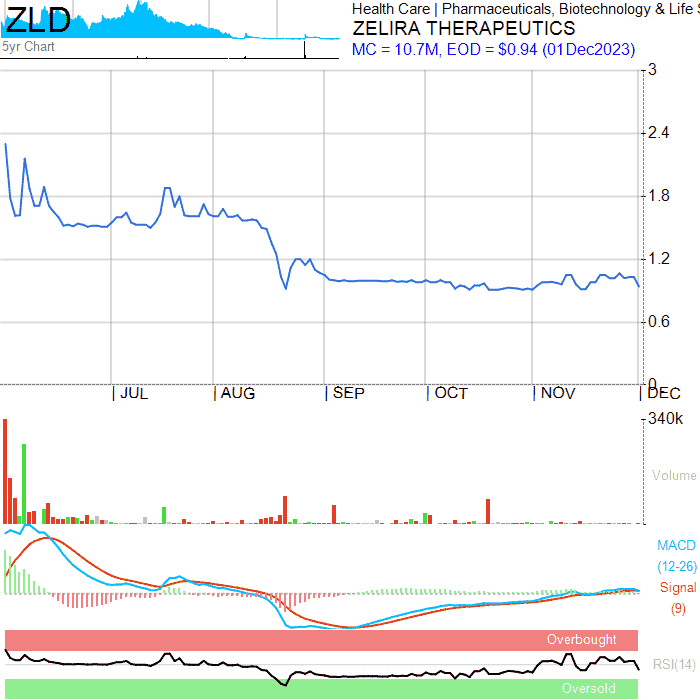 ZLD
5yr Chart
Health Care | Pharmaceuticals, Biotechnology & Life S
ZELIRA THERAPEUTICS
MC = 10.7M, EOD = $0.94 (01Dec2023)
3
2.4
1.8
1.2
0.6
0
| JUL | AUG | SEP | OCT | NOV | DEC
340k
Volume
MACD
(12-26)
Signal
(9)
Overbought
RSI(14)
Oversold